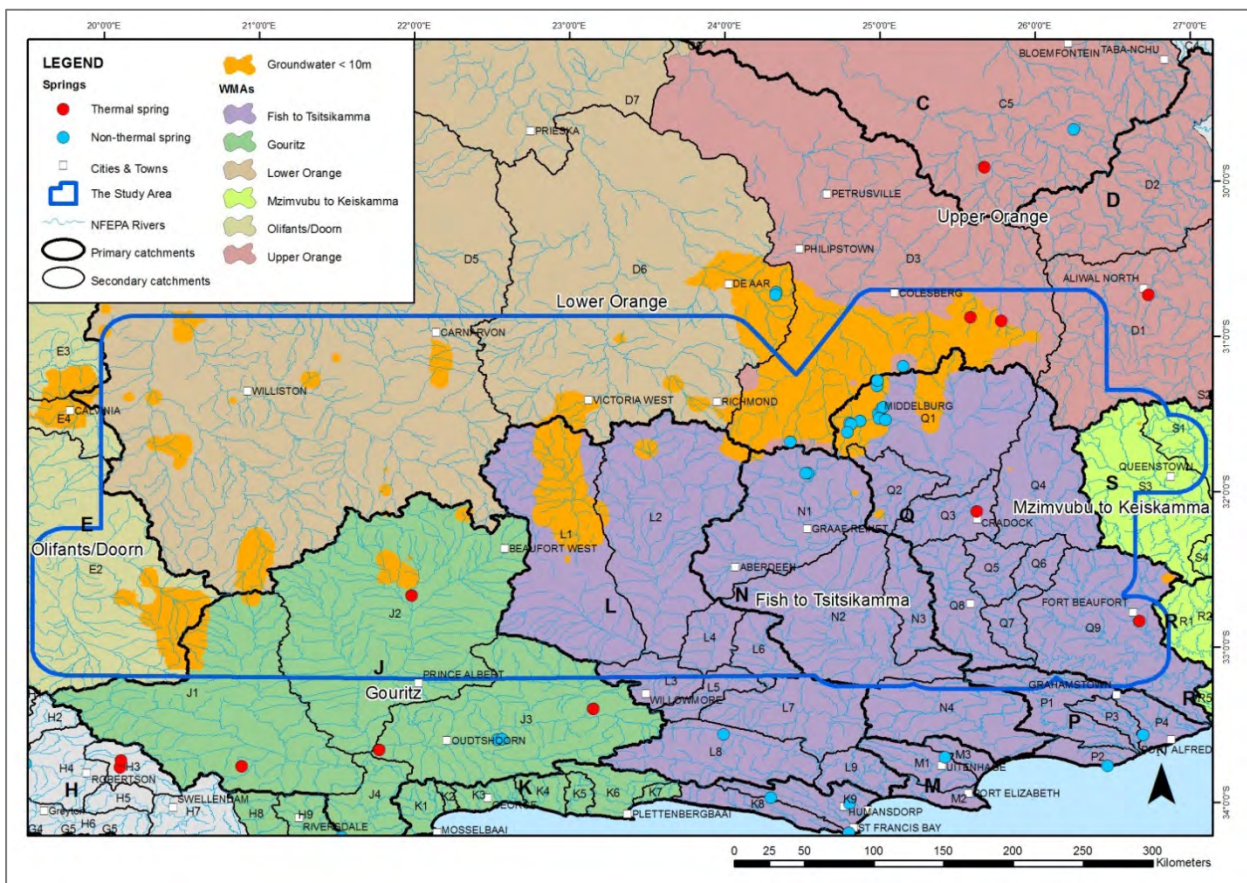 20°0'0"E
21°0'0"E
22°0'0"E
23°0'0"E
24°0'0"E
25°0'0"E
26°0'0"E
27°0'0"E
LEGEND
Springs
Thermal spring
Non-thermal spring
Cities & Towns
The Study Area
NFEPA Rivers
Primary catchments
Secondary catchments
Groundwater < 10m
WMAs
Fish to Tsitsikamma
Gouritz
Lower Orange
Mzimvubu to Keiskamma
Olifants/Doorn
Upper Orange
BLOEMFONTEIN
TABA-NCHU
C
C5
D7
PRIESKA
30°0'0"S
PETRUSVILLE
D2
D
Upper Orange
PHILIPSTOWN
D5
D6
D3
DE AAR
COLESBERG
ALIWAL NORTH
Lower Orange
D1
31°0'0"S
CARNARVON
E3
WILLISTON
VICTORIA WEST
RICHMOND
MIDDELBURG
Q1
CALVINIA
E4
S1
QUEENSTOWN
S
S3
32°0'0"S
Q2
Q4
Q3
Q
CRADOCK
Mzimvubu to Keiskamma
E
Olifants/Doorn
E2
L1
L2
N1
GRAAE REINET
BEAUFORT WEST
ABERDEEN
Q5
Q6
S4
J2
L
N
Fish to Tsitsikamma
N2
N3
Q8
Q7
FORT BEAUFORT
Q9
R
R1
R2
L4
L6
33°0'0"S
J
PRINCE ALBERT
Gouritz
J1
L3
L5
WILLOWMORE
GRAHAMSTOWN
R
R5
J3
L7
N4
P1
P
P3
P4
H2
OUDTSHOORN
L8
PORT ALFRED
P2
N
H4
H3
ROBERTSON
H
H5
M1
M3
UITENHAGE
M
M2
PORT ELIZABETH
L9
SWELLENDAM
H7
H8
J4
K
K1
K2
K3
GEORGE
K4
K5
K6
K7
K8
K9
HUMANSDORP
34°0'0"S
Greyton
G4
G5
H6
G5
H9
RIVERSDALE
MOSSELBAAI
PLETTENBERGBAAI
ST FRANCIS BAY
0 50 100 150 200 250 300
Kilometers